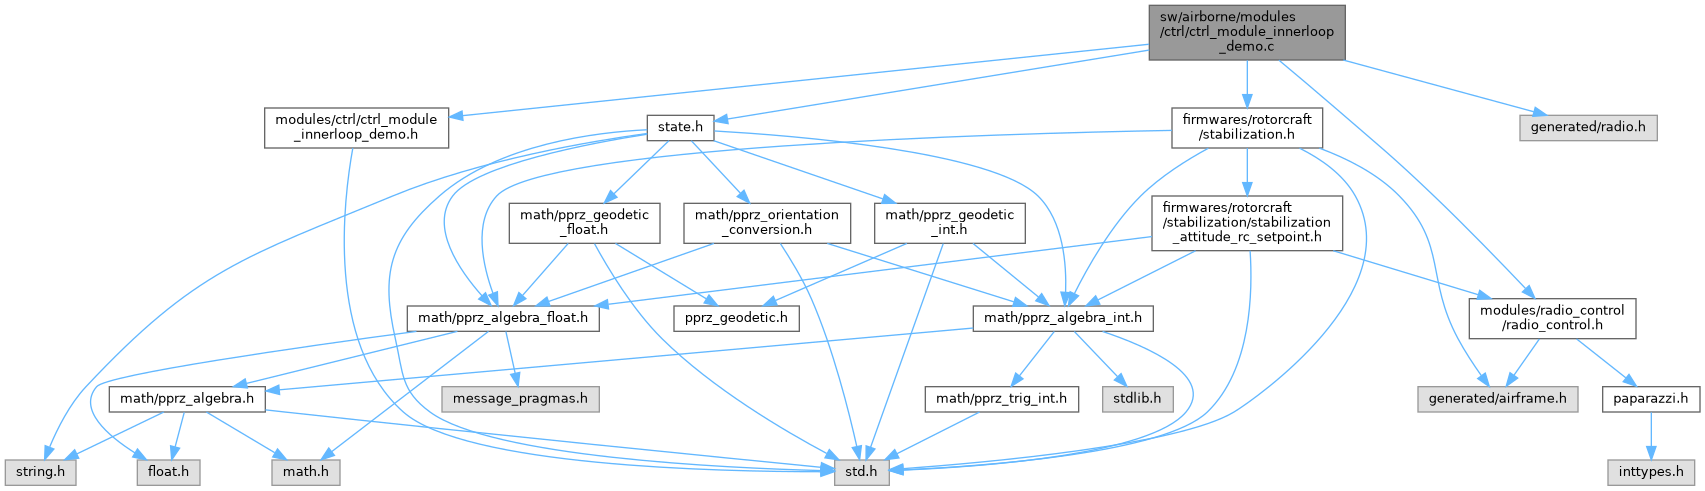 sw/airborne/modules
/ctrl/ctrl_module_innerloop
_demo.c
modules/ctrl/ctrl_module
_innerloop_demo.h
state.h
firmwares/rotorcraft
/stabilization.h
generated/radio.h
math/pprz_geodetic
_float.h
math/pprz_orientation
_conversion.h
math/pprz_geodetic
_int.h
firmwares/rotorcraft
/stabilization/stabilization
_attitude_rc_setpoint.h
math/pprz_algebra_float.h
pprz_geodetic.h
math/pprz_algebra_int.h
modules/radio_control
/radio_control.h
math/pprz_algebra.h
message_pragmas.h
math/pprz_trig_int.h
stdlib.h
generated/airframe.h
paparazzi.h
string.h
float.h
math.h
std.h
inttypes.h